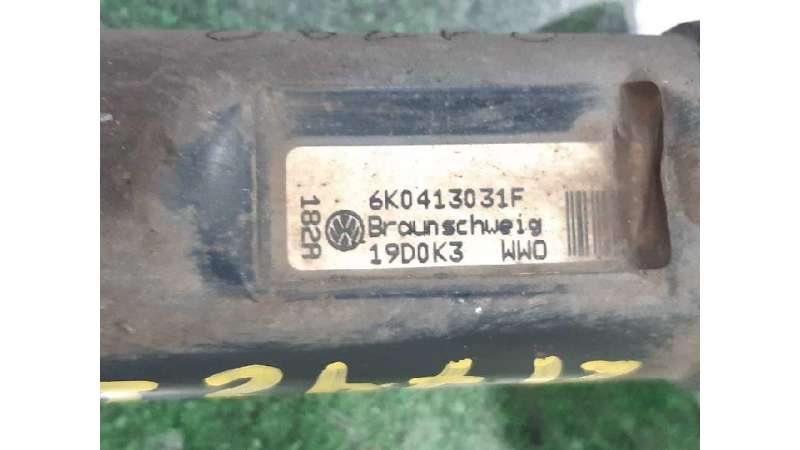 6K0413031F
Braunschweig
19D0K3 WWO
182A